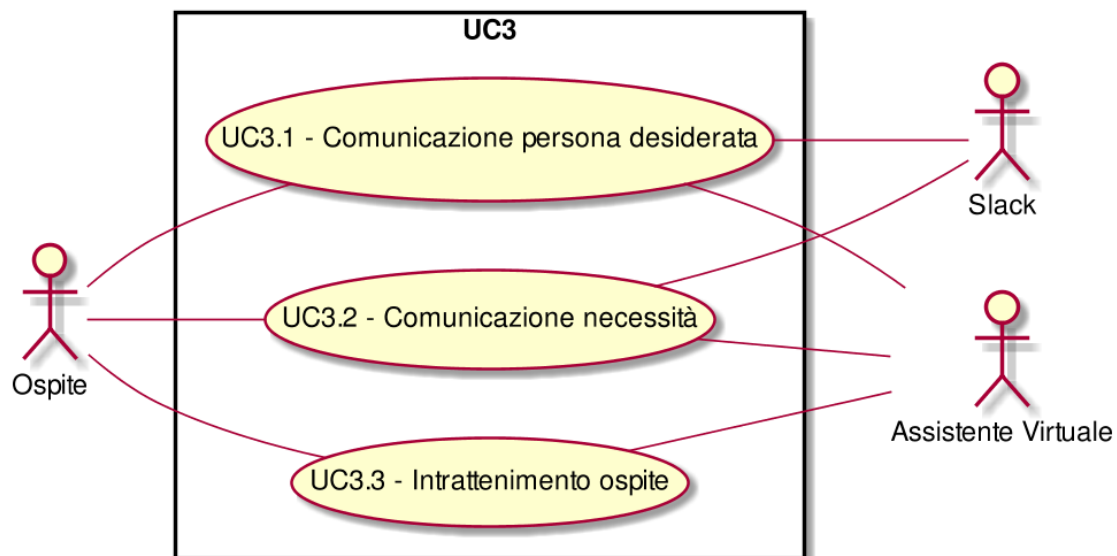 UC3
UC3.1 - Comunicazione persona desiderata
Slack
UC3.2 - Comunicazione necessità
Ospite
Assistente Virtuale
UC3.3 - Intrattenimento ospite